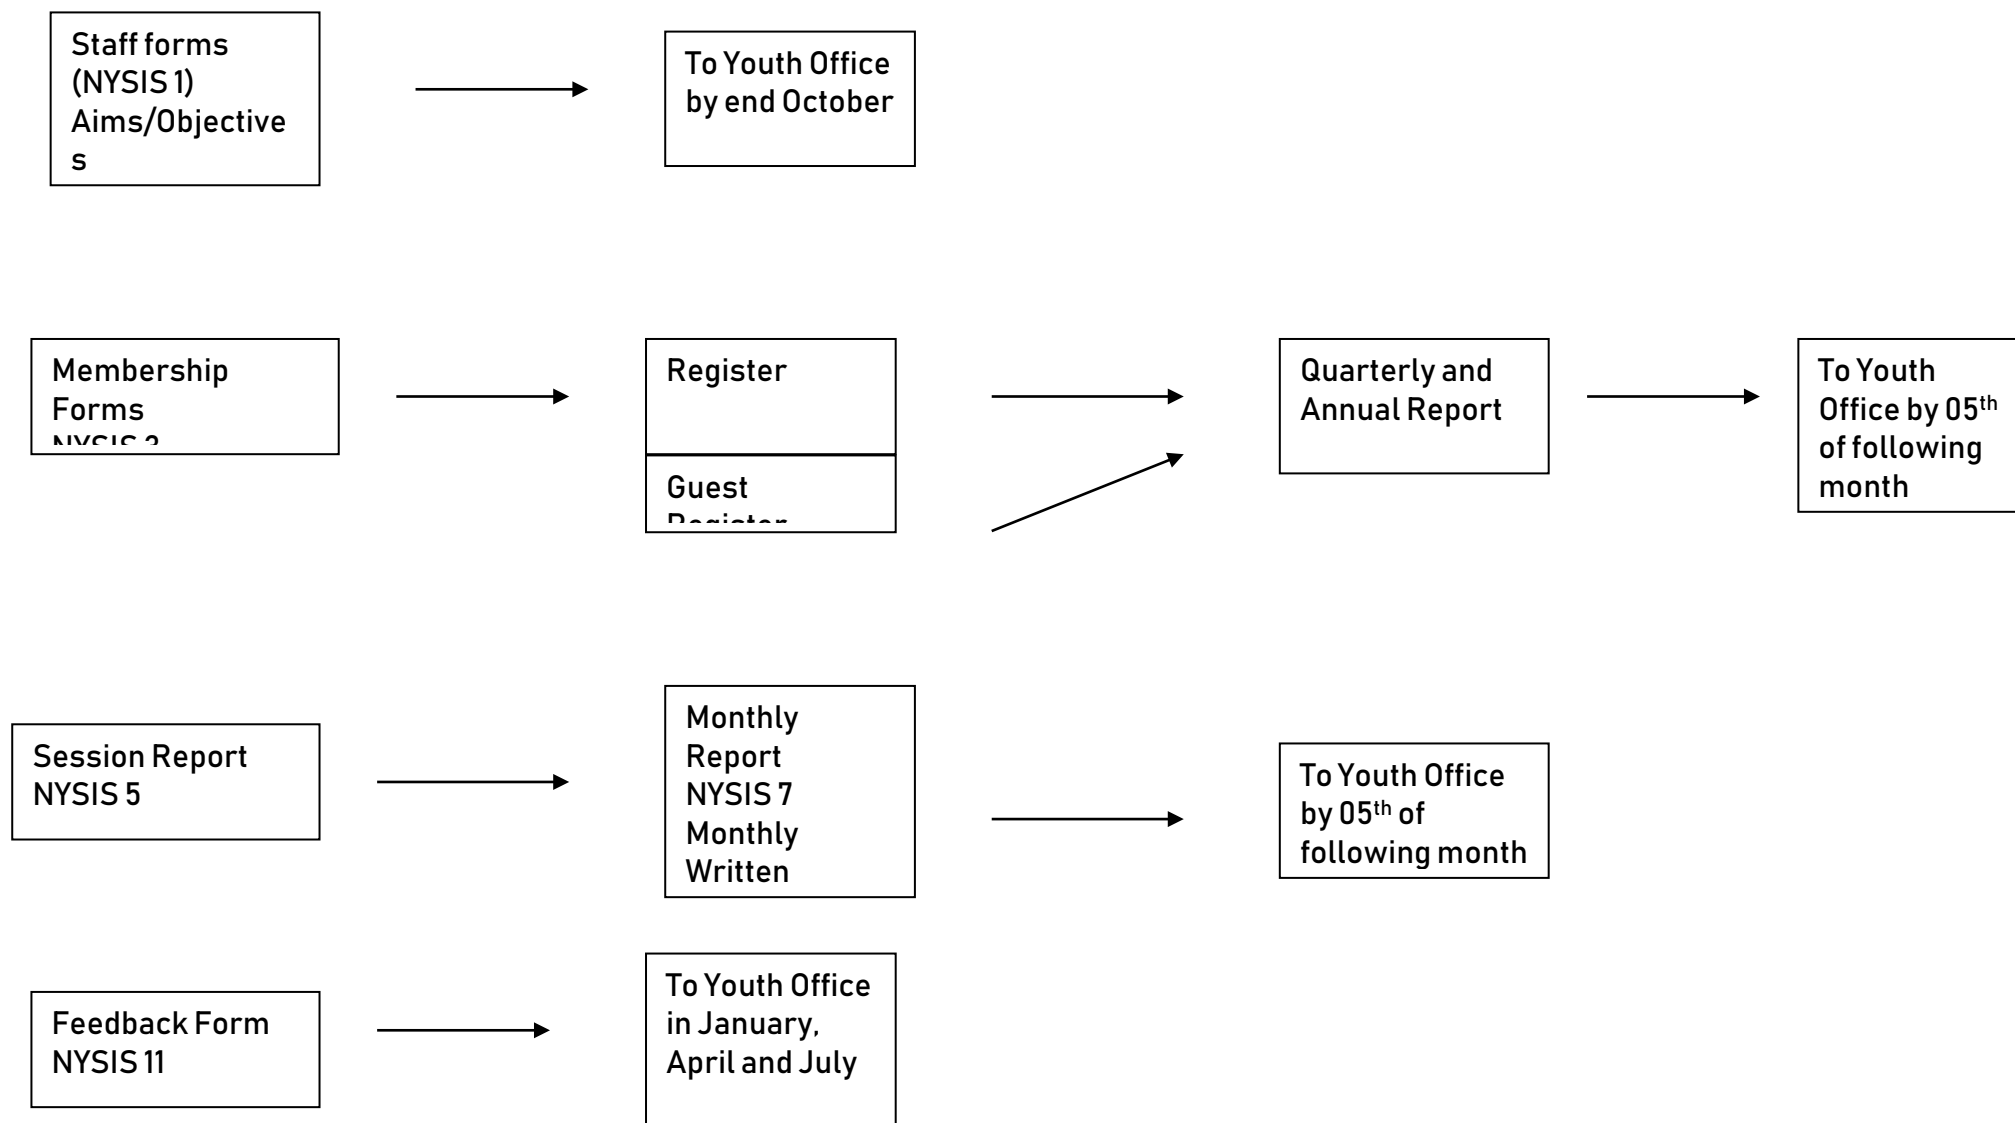 Staff forms
(NYSIS 1)
Aims/Objective
s
To Youth Office
by end October
Membership
Forms
Register
Guest
Register
Quarterly and
Annual Report
To Youth
Office by 05th
of following
month
Session Report
NYSIS 5
Monthly
Report
NYSIS 7
Monthly
Written
To Youth Office
by 05th of
following month
Feedback Form
NYSIS 11
To Youth Office
in January,
April and July